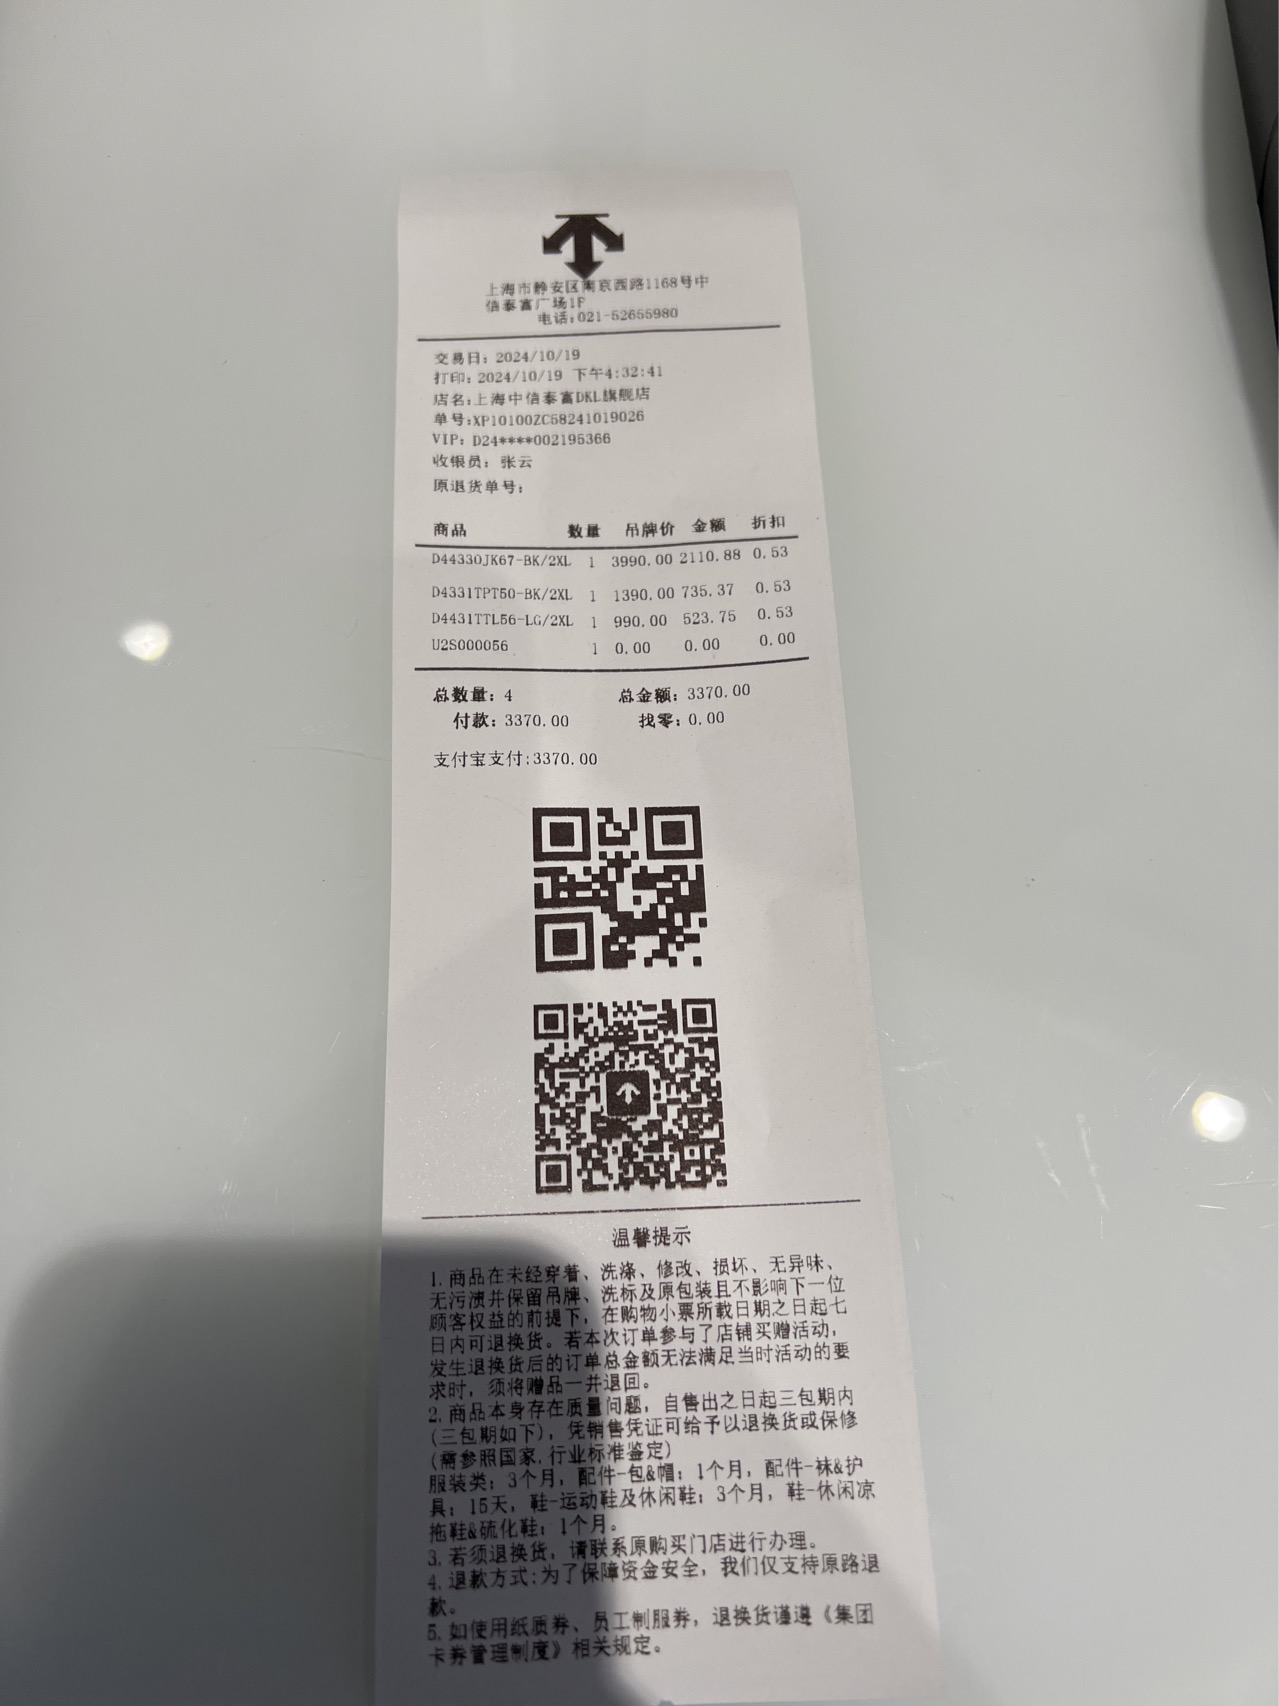 上海市静安区南京西路1168号中
信泰富广场1F
电话:021-52655980
交易日: 2024/10/19
打印: 2024/10/19 下午4:32:41
店名:上海中信泰富DKL旗舰店
单号:XP10100ZC58241019026
VIP: D24****002195366
收银员: 张云
原退货单号:
商品 数量 吊牌价 金额 折扣
D4433OJK67-BK/2XL 1 3990.00 2110.88 0.53
D4331TPT50-BK/2XL 1 1390.00 735.37 0.53
D4431TTL56-LG/2XL 1 990.00 523.75 0.53
U2S000056 1 0.00 0.00 0.00
总数量: 4 总金额: 3370.00
付款: 3370.00 找零: 0.00
支付宝支付:3370.00
温馨提示
1. 商品在未经穿着、洗涤、修改、损坏、无异味、
无污渍并保留吊牌、洗标及原包装且不影响下一位
顾客权益的前提下, 在购物小票所载日期之日起七
日内可退换货。若本次订单参与了店铺买赠活动,
发生退换货后的订单总金额无法满足当时活动的要
求时, 须将赠品一并退回。
2. 商品本身存在质量问题, 自售出之日起三包期内
(三包期如下), 凭销售凭证可给予以退换货或保修
(需参照国家,行业标准鉴定)
服装类: 3个月, 配件-包&帽: 1个月, 配件-袜&护
具: 15天, 鞋-运动鞋及休闲鞋: 3个月, 鞋-休闲凉
拖鞋&硫化鞋: 1个月。
3. 若须退换货, 请联系原购买门店进行办理。
4. 退款方式:为了保障资金安全, 我们仅支持原路退
款。
5. 如使用纸质券、员工制服券, 退换货谨遵《集团
卡券管理制度》相关规定。